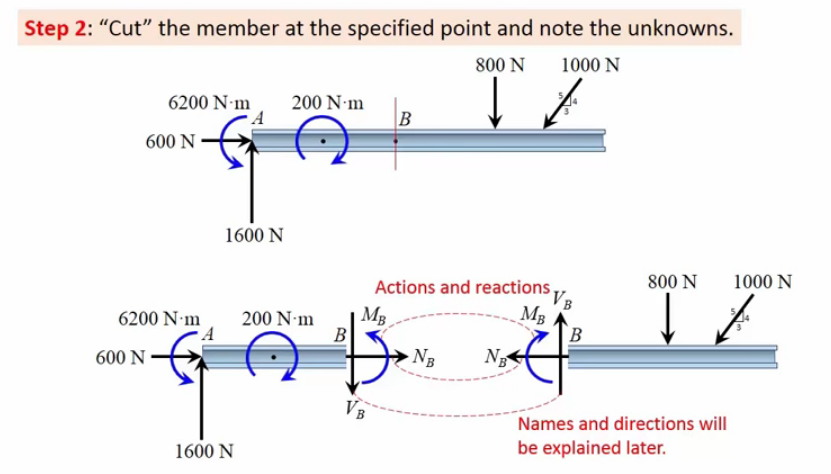 Step 2: “Cut” the member at the specified point and note the unknowns.
800 N 1000 N
6200 N·m 200 N·m
A B
5 4 3
600 N
1600 N
Actions and reactions
800 N 1000 N
6200 N·m 200 N·m
M_B M_B V_B
A B B
5 4 3
600 N N_B N_B
V_B
1600 N
Names and directions will
be explained later.